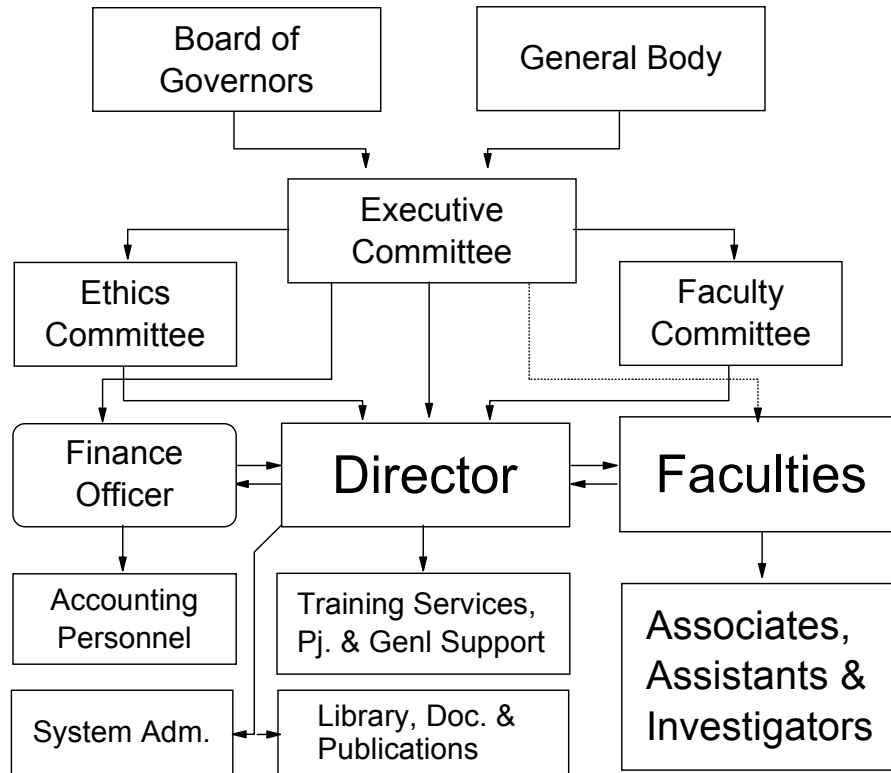 Board of
Governors
General Body
Executive
Committee
Ethics
Committee
Faculty
Committee
Finance
Officer
Director
Faculties
Accounting
Personnel
Training Services,
Pj. & Genl Support
Associates,
Assistants &
Investigators
System Adm.
Library, Doc. &
Publications